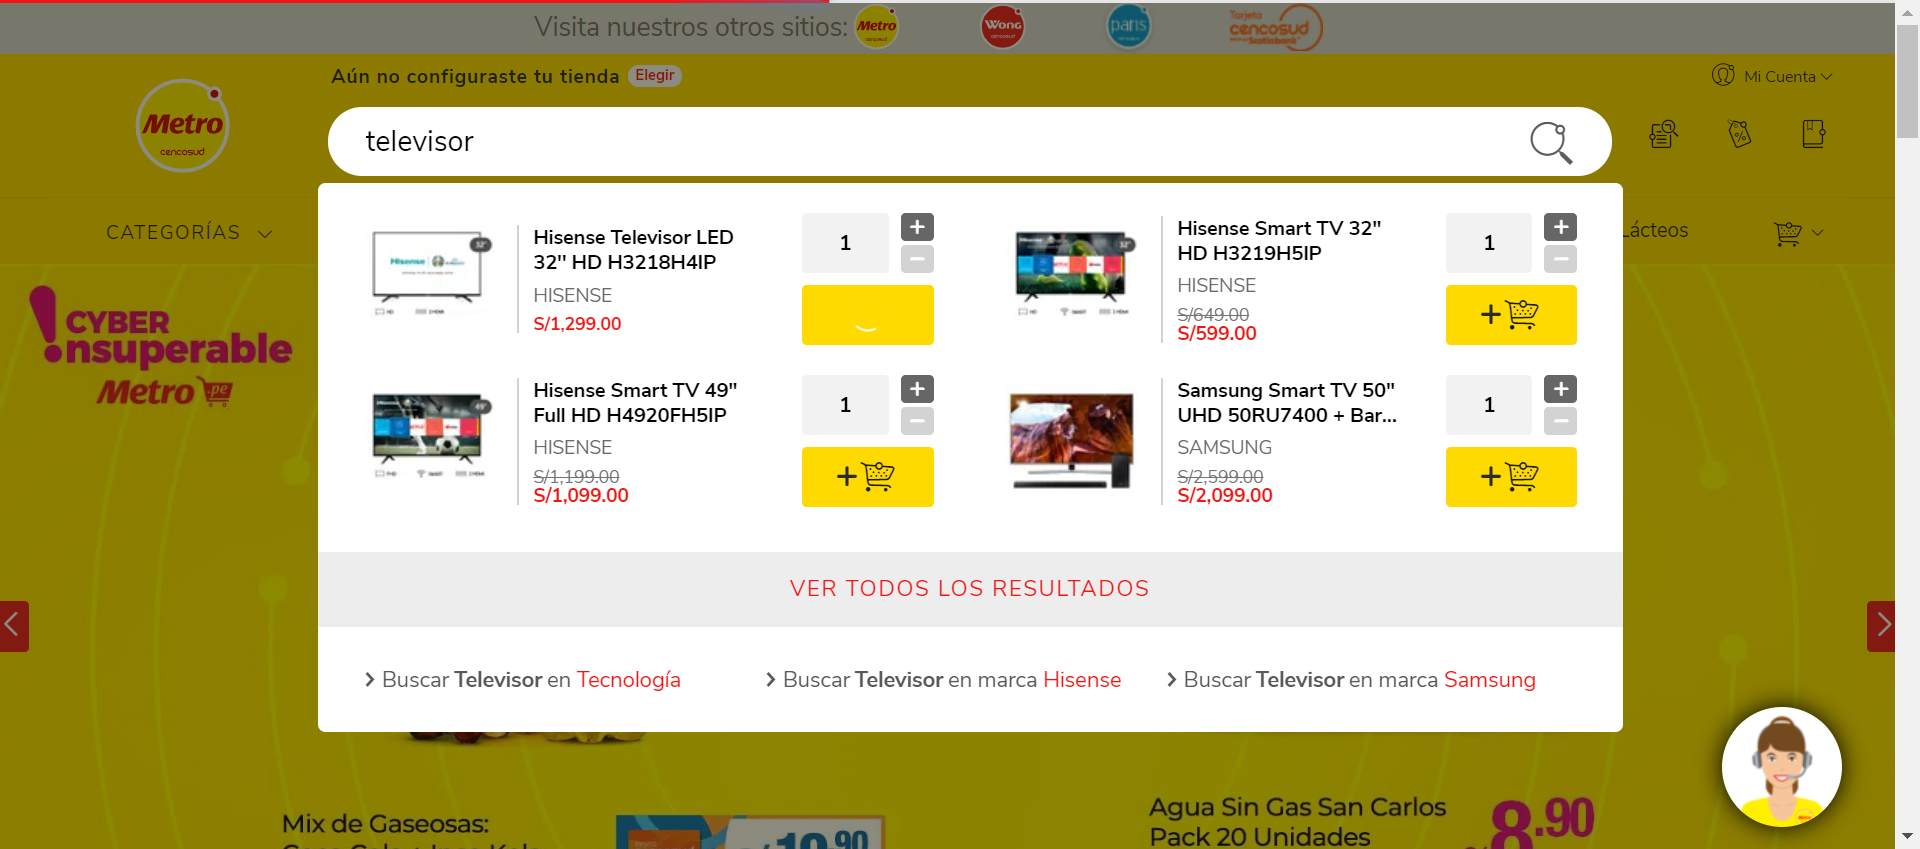 Visita nuestros otros sitios:
Metro
cencosud
Wong
cencosud
paris
cencosud
Tarjeta
cencosud
Scotiabank
Aún no configuraste tu tienda Elegir
Mi Cuenta
Metro
cencosud
televisor
CATEGORÍAS
Lácteos
Hisense Televisor LED
32" HD H3218H4IP
HISENSE
S/1,299.00
1
+
−
Hisense Smart TV 32"
HD H3219H5IP
HISENSE
S/649.00
S/599.00
1
+
−
+
Hisense Smart TV 49"
Full HD H4920FH5IP
HISENSE
S/1,199.00
S/1,099.00
1
+
−
+
Samsung Smart TV 50"
UHD 50RU7400 + Bar...
SAMSUNG
S/2,599.00
S/2,099.00
1
+
−
+
CYBER
!nsuperable
Metro .pe
VER TODOS LOS RESULTADOS
Buscar Televisor en Tecnología
Buscar Televisor en marca Hisense
Buscar Televisor en marca Samsung
Mix de Gaseosas:
Agua Sin Gas San Carlos
Pack 20 Unidades
8.90